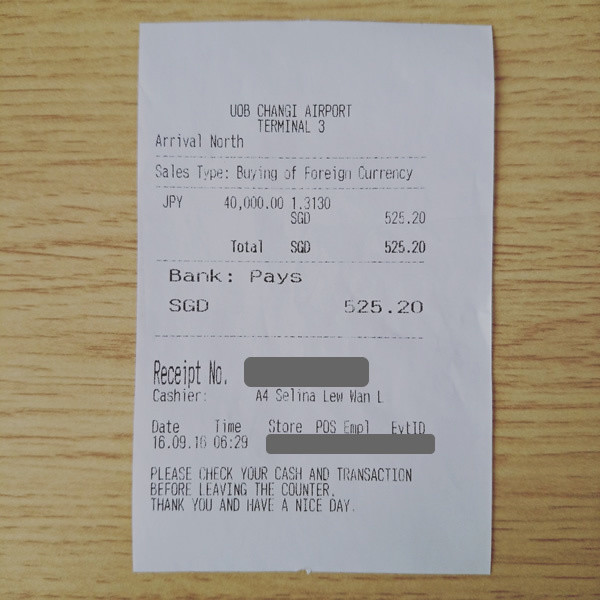 UOB CHANGI AIRPORT
TERMINAL 3
Arrival North
Sales Type: Buying of Foreign Currency
JPY 40,000.00 1.3130
SGD 525.20
Total SGD 525.20
Bank: Pays
SGD 525.20
Receipt No.
Cashier: A4 Selina Lew Wan L
Date Time Store POS Empl EvtID
16.09.16 06:29
PLEASE CHECK YOUR CASH AND TRANSACTION
BEFORE LEAVING THE COUNTER.
THANK YOU AND HAVE A NICE DAY.